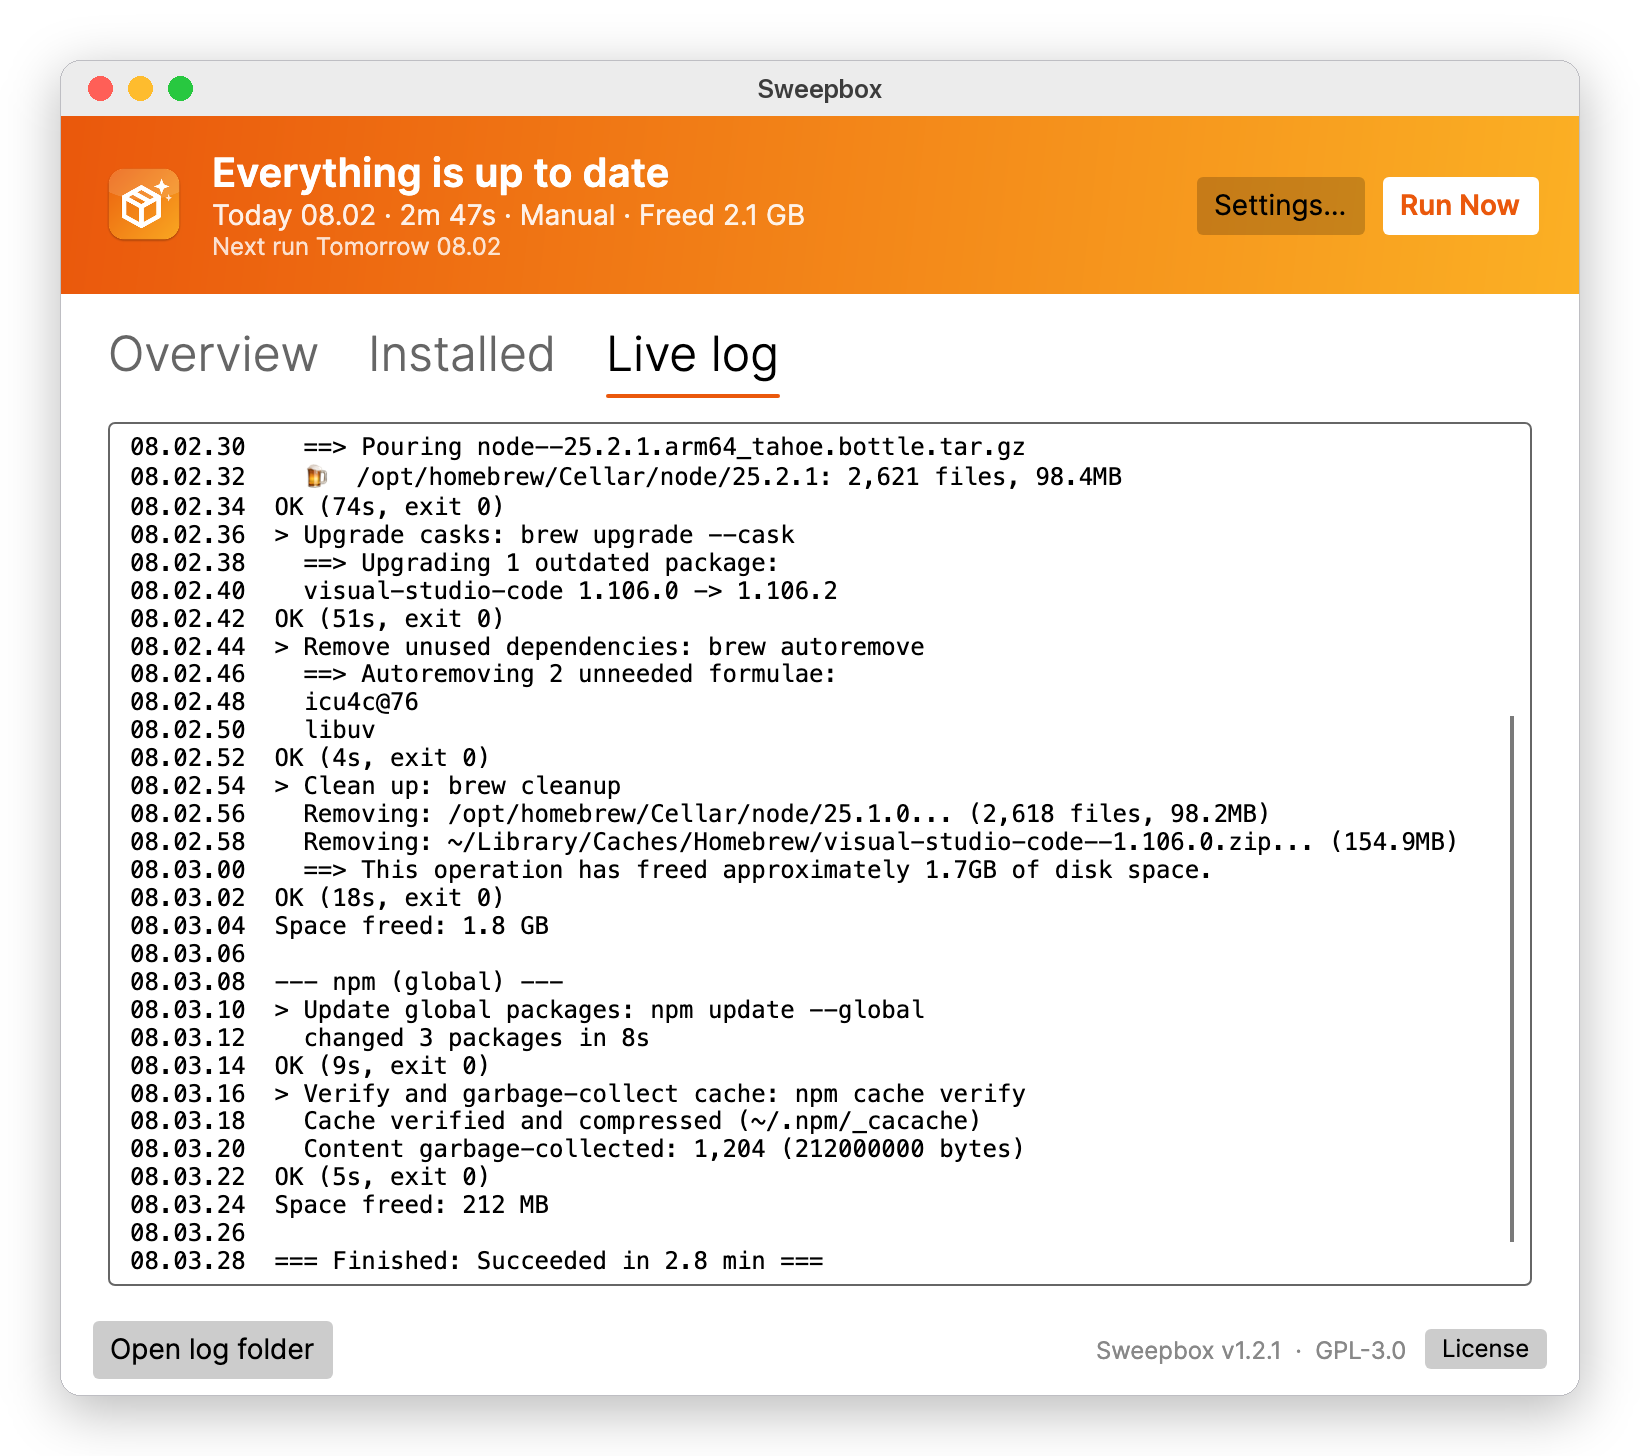 Sweepbox
Everything is up to date
Today 08.02 · 2m 47s · Manual · Freed 2.1 GB
Next run Tomorrow 08.02
Settings...
Run Now
Overview
Installed
Live log
08.02.30    ==> Pouring node--25.2.1.arm64_tahoe.bottle.tar.gz
08.02.32    🍺  /opt/homebrew/Cellar/node/25.2.1: 2,621 files, 98.4MB
08.02.34  OK (74s, exit 0)
08.02.36  > Upgrade casks: brew upgrade --cask
08.02.38    ==> Upgrading 1 outdated package:
08.02.40    visual-studio-code 1.106.0 -> 1.106.2
08.02.42  OK (51s, exit 0)
08.02.44  > Remove unused dependencies: brew autoremove
08.02.46    ==> Autoremoving 2 unneeded formulae:
08.02.48    icu4c@76
08.02.50    libuv
08.02.52  OK (4s, exit 0)
08.02.54  > Clean up: brew cleanup
08.02.56    Removing: /opt/homebrew/Cellar/node/25.1.0... (2,618 files, 98.2MB)
08.02.58    Removing: ~/Library/Caches/Homebrew/visual-studio-code--1.106.0.zip... (154.9MB)
08.03.00    ==> This operation has freed approximately 1.7GB of disk space.
08.03.02  OK (18s, exit 0)
08.03.04  Space freed: 1.8 GB
08.03.06
08.03.08  --- npm (global) ---
08.03.10  > Update global packages: npm update --global
08.03.12    changed 3 packages in 8s
08.03.14  OK (9s, exit 0)
08.03.16  > Verify and garbage-collect cache: npm cache verify
08.03.18    Cache verified and compressed (~/.npm/_cacache)
08.03.20    Content garbage-collected: 1,204 (212000000 bytes)
08.03.22  OK (5s, exit 0)
08.03.24  Space freed: 212 MB
08.03.26
08.03.28  === Finished: Succeeded in 2.8 min ===
Open log folder
Sweepbox v1.2.1 · GPL-3.0
License